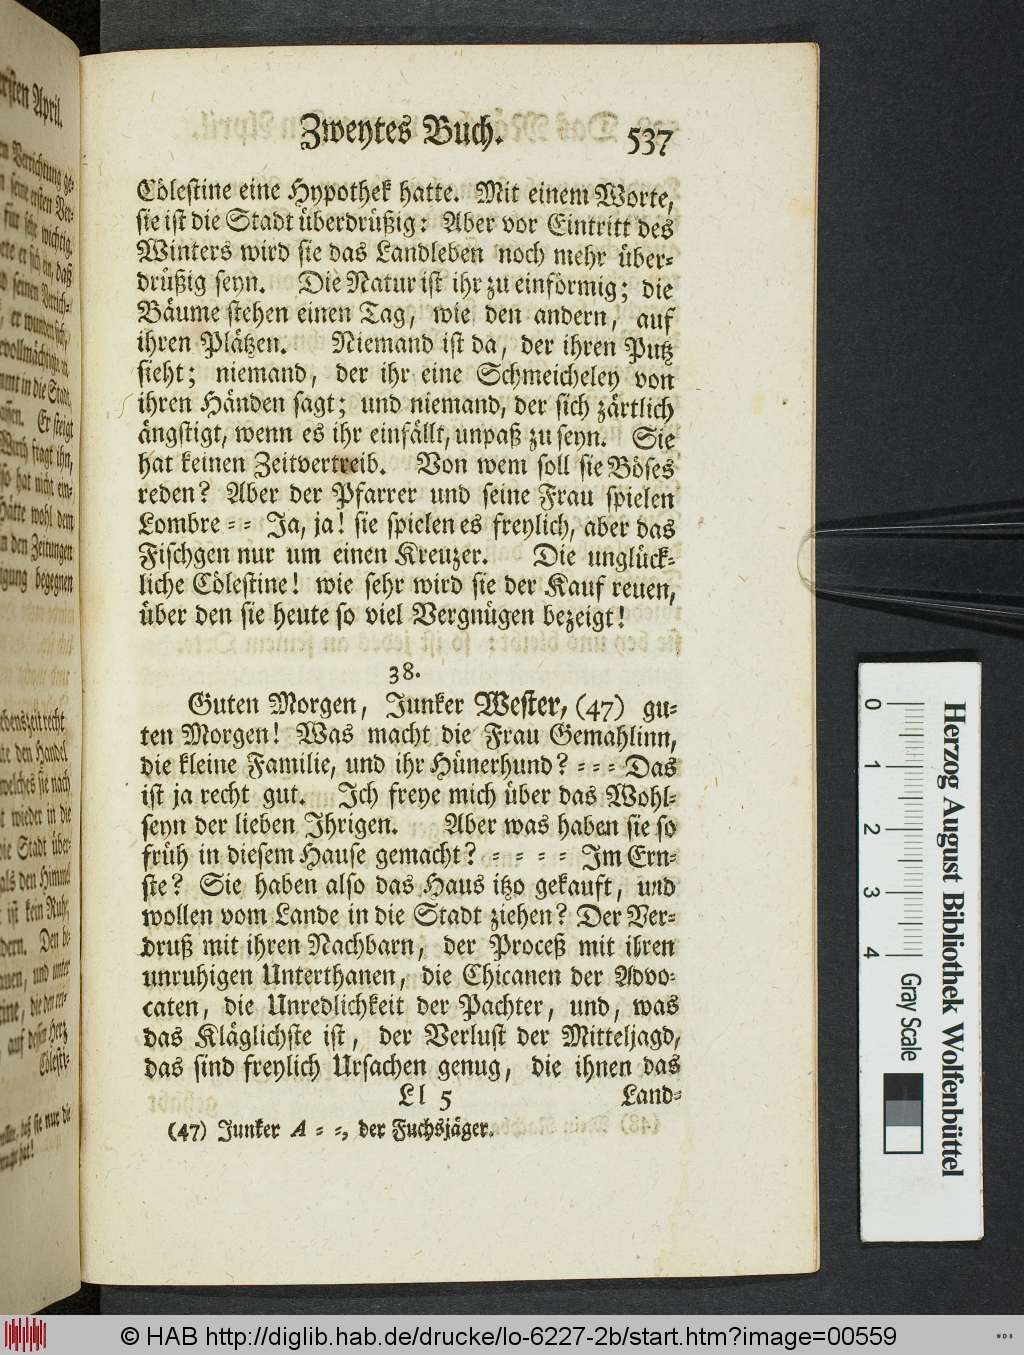 Zweytes Buch. 537
Cölestine eine Hypothek hatte. Mit einem Worte,
sie ist die Stadt überdrüßig: Aber vor Eintritt des
Winters wird sie das Landleben noch mehr über-
drüßig seyn. Die Natur ist ihr zu einförmig; die
Bäume stehen einen Tag, wie den andern, auf
ihren Plätzen. Niemand ist da, der ihren Putz
sieht; niemand, der ihr eine Schmeicheley von
ihren Händen sagt; und niemand, der sich zärtlich
ängstigt, wenn es ihr einfällt, unpaß zu seyn. Sie
hat keinen Zeitvertreib. Von wem soll sie Böses
reden? Aber der Pfarrer und seine Frau spielen
Lombre = = Ja, ja! sie spielen es freylich, aber das
Fischgen nur um einen Kreuzer. Die unglück-
liche Cölestine! wie sehr wird sie der Kauf reuen,
über den sie heute so viel Vergnügen bezeigt!
38.
Guten Morgen, Junker Wester, (47) gu-
ten Morgen! Was macht die Frau Gemahlinn,
die kleine Familie, und ihr Hünerhund? = = = Das
ist ja recht gut. Ich freye mich über das Wohl-
seyn der lieben Ihrigen. Aber was haben sie so
früh in diesem Hause gemacht? = = = = Im Ern-
ste? Sie haben also das Haus itzo gekauft, und
wollen vom Lande in die Stadt ziehen? Der Ver-
druß mit ihren Nachbarn, der Proceß mit ihren
unruhigen Unterthanen, die Chicanen der Advo-
caten, die Unredlichkeit der Pachter, und, was
das Kläglichste ist, der Verlust der Mitteljagd,
das sind freylich Ursachen genug, die ihnen das
Ll 5 Land-
(47) Junker A = =, der Fuchsjäger.
0 1 2 3 4
Gray Scale
Herzog August Bibliothek Wolfenbüttel
© HAB http://diglib.hab.de/drucke/lo-6227-2b/start.htm?image=00559